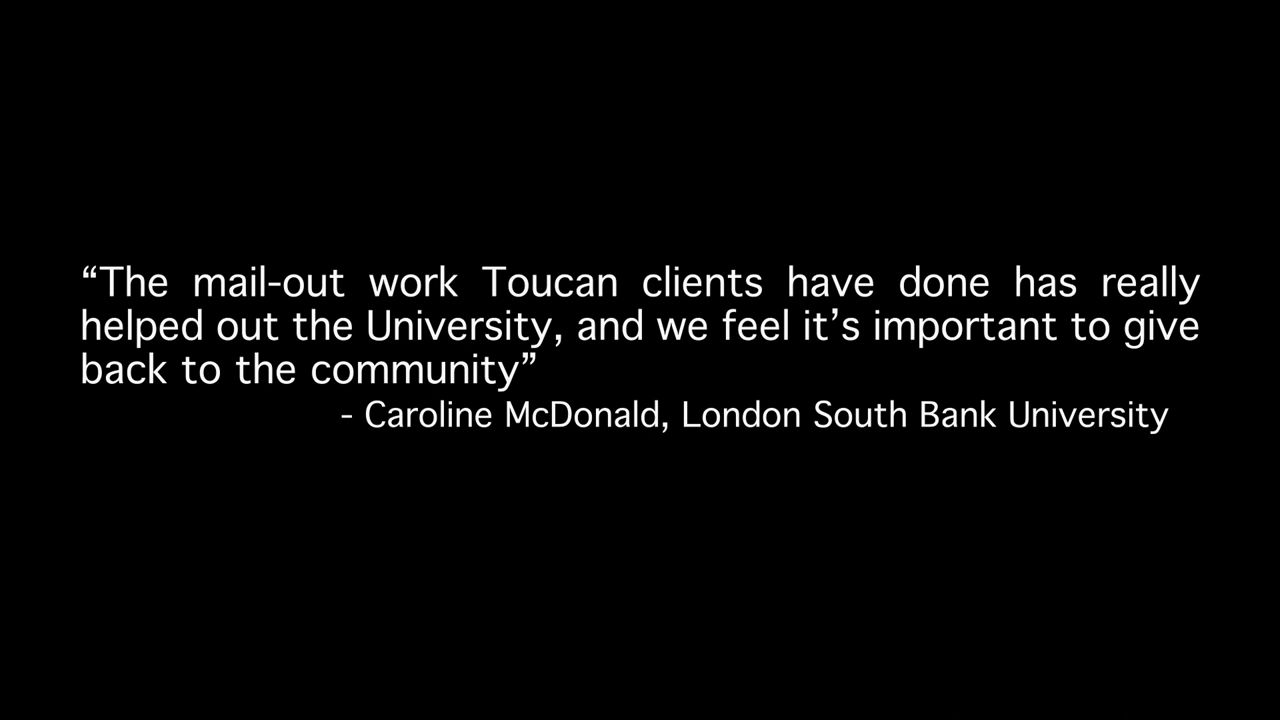 “The mail-out work Toucan clients have done has really
helped out the University, and we feel it’s important to give
back to the community”
- Caroline McDonald, London South Bank University